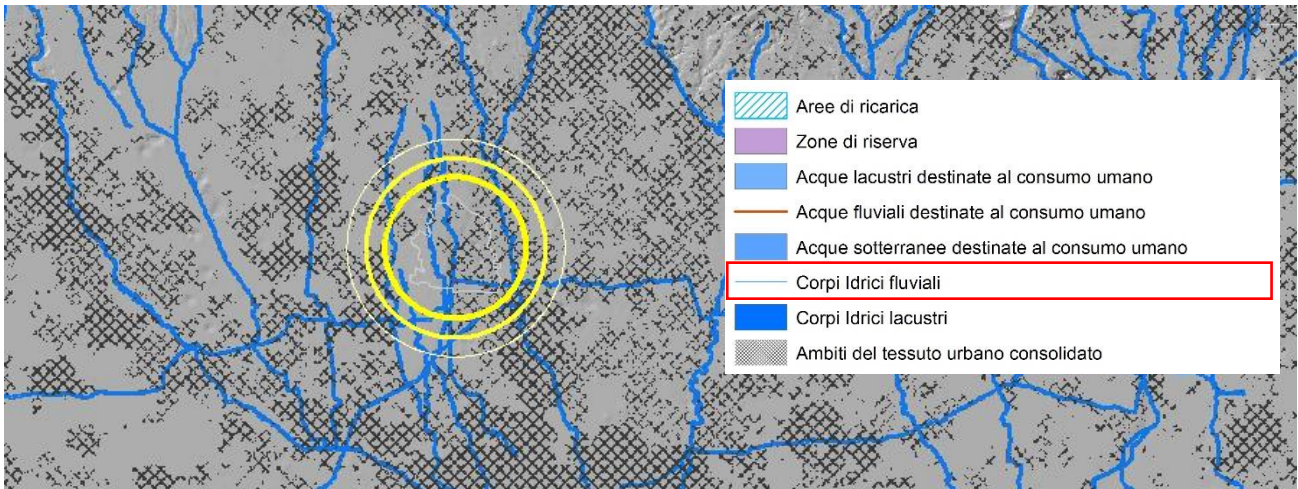 Aree di ricarica
Zone di riserva
Acque lacustri destinate al consumo umano
Acque fluviali destinate al consumo umano
Acque sotterranee destinate al consumo umano
Corpi Idrici fluviali
Corpi Idrici lacustri
Ambiti del tessuto urbano consolidato